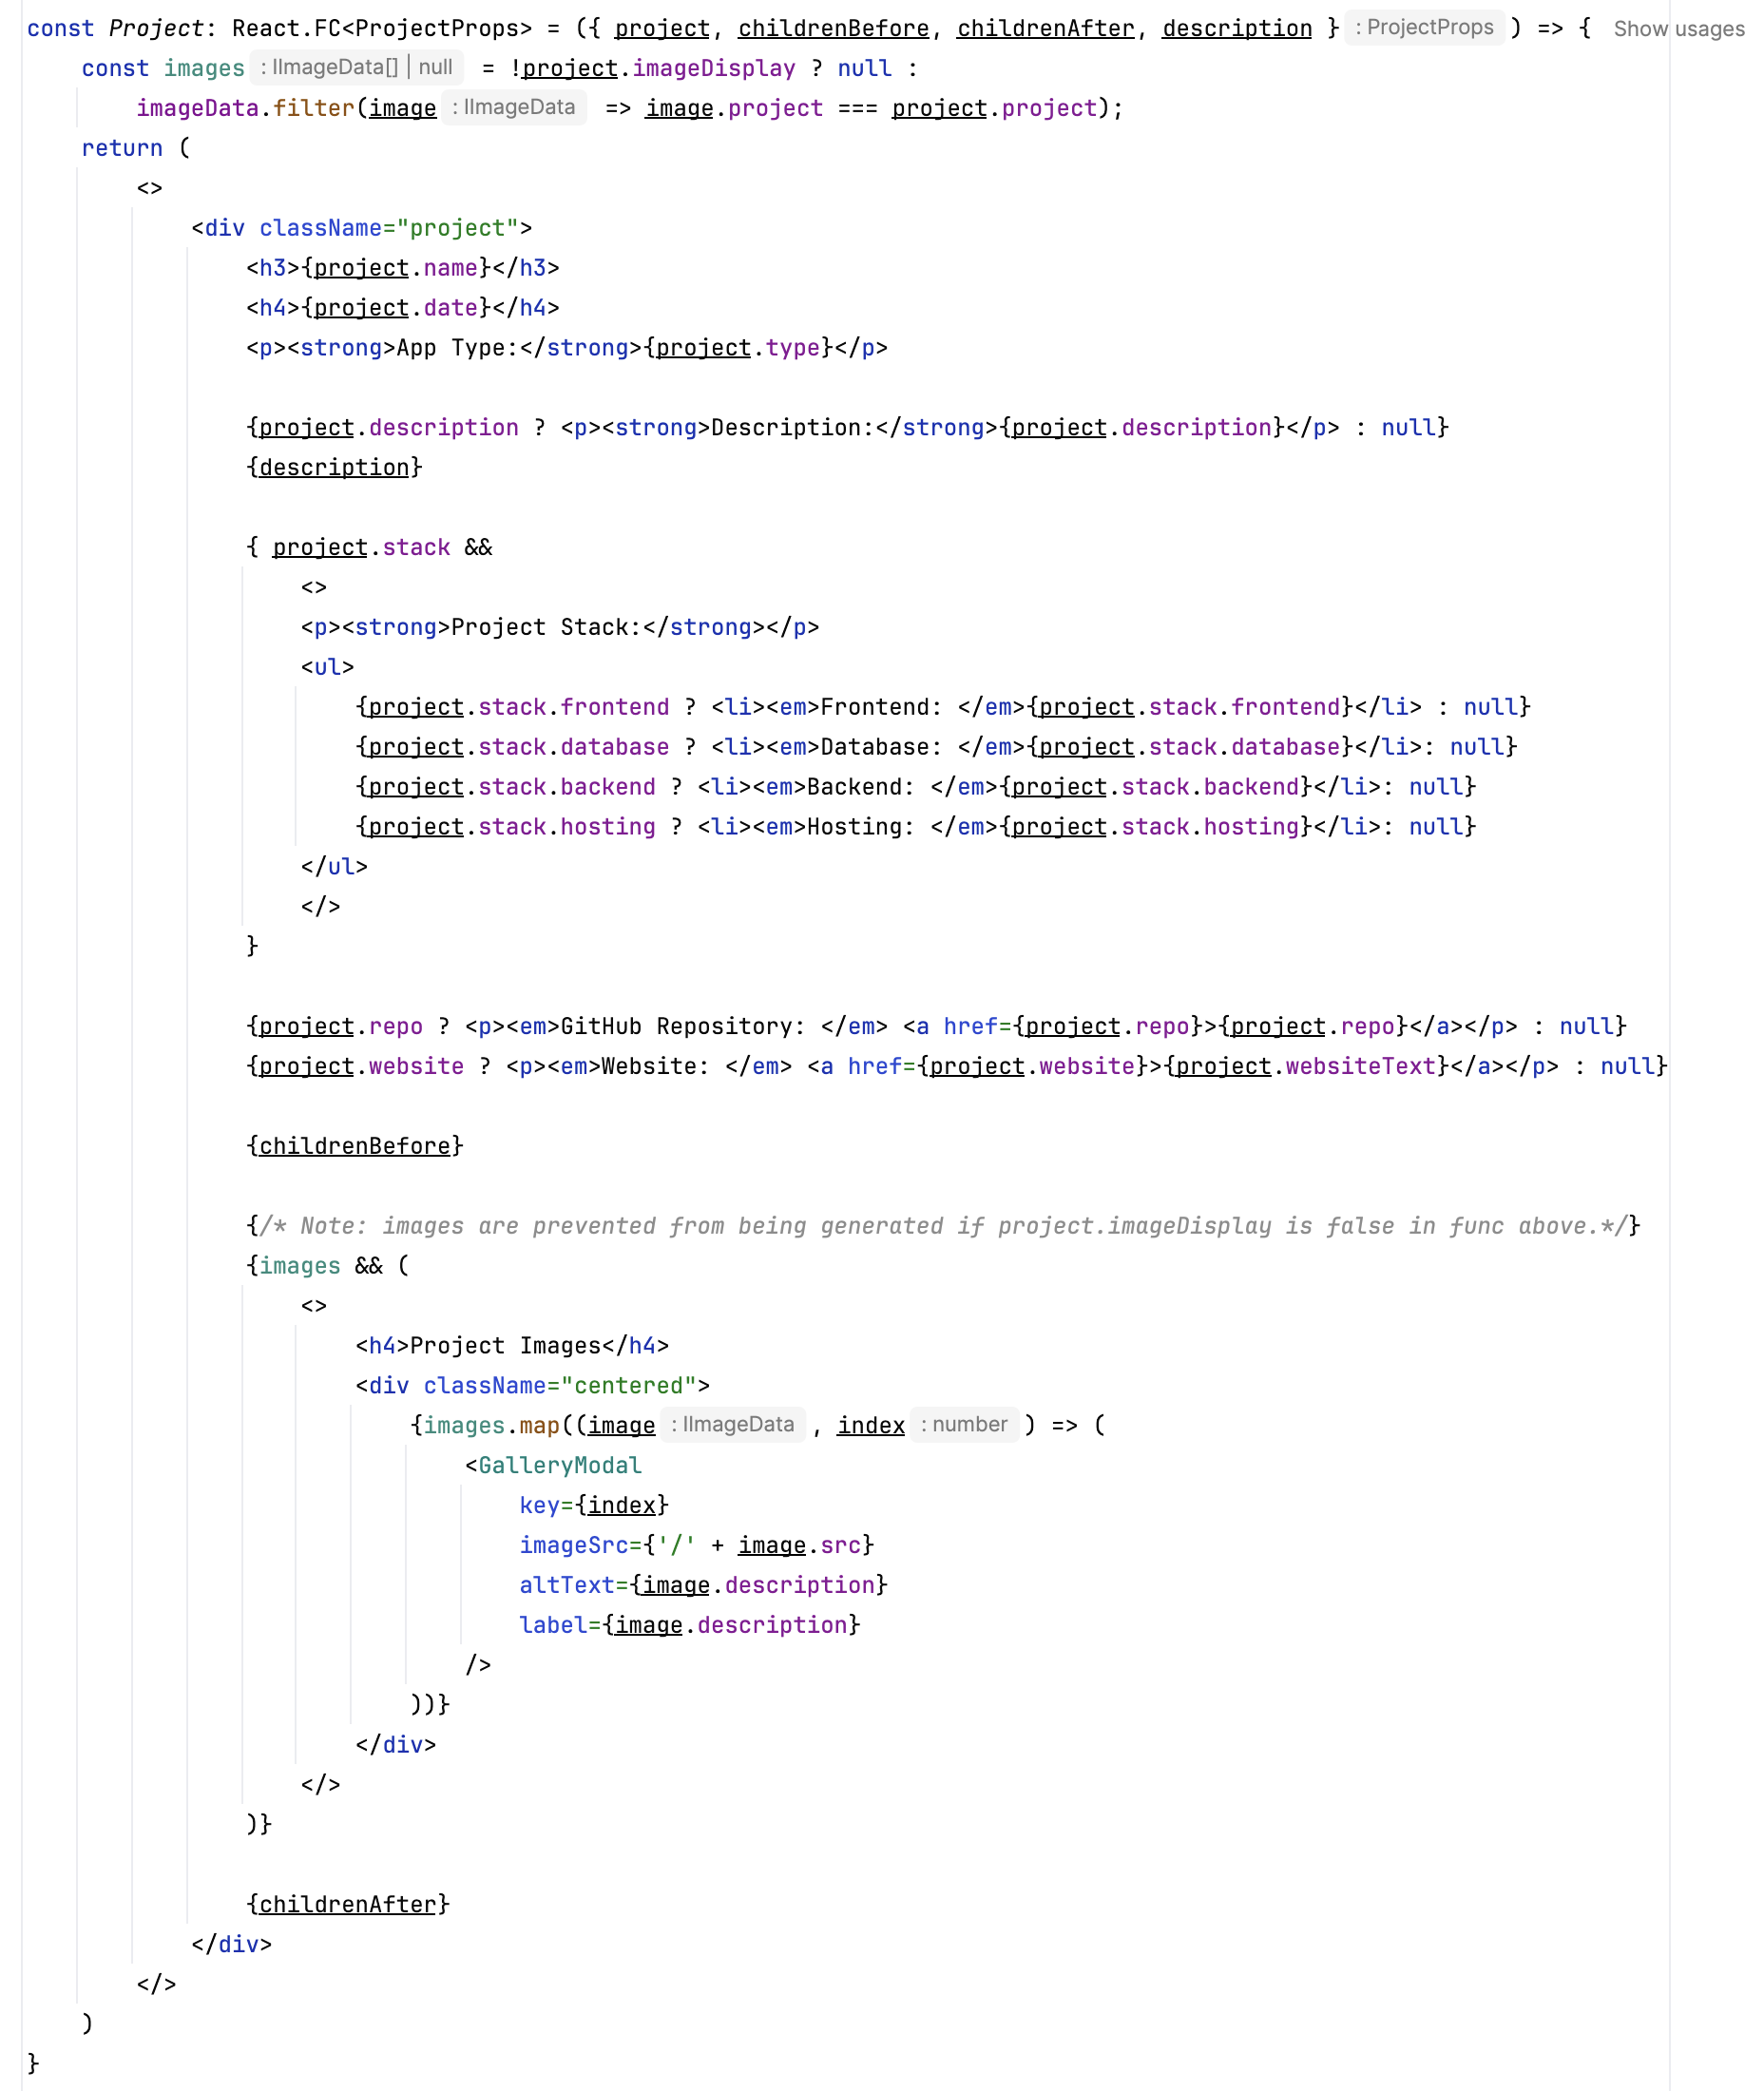 const Project: React.FC<ProjectProps> = ({ project, childrenBefore, childrenAfter, description } : ProjectProps ) => { Show usages
    const images : IImageData[] | null = !project.imageDisplay ? null :
        imageData.filter(image : IImageData => image.project === project.project);
    return (
        <>
            <div className="project">
                <h3>{project.name}</h3>
                <h4>{project.date}</h4>
                <p><strong>App Type:</strong>{project.type}</p>

                {project.description ? <p><strong>Description:</strong>{project.description}</p> : null}
                {description}

                { project.stack &&
                    <>
                    <p><strong>Project Stack:</strong></p>
                    <ul>
                        {project.stack.frontend ? <li><em>Frontend: </em>{project.stack.frontend}</li> : null}
                        {project.stack.database ? <li><em>Database: </em>{project.stack.database}</li>: null}
                        {project.stack.backend ? <li><em>Backend: </em>{project.stack.backend}</li>: null}
                        {project.stack.hosting ? <li><em>Hosting: </em>{project.stack.hosting}</li>: null}
                    </ul>
                    </>
                }

                {project.repo ? <p><em>GitHub Repository: </em> <a href={project.repo}>{project.repo}</a></p> : null}
                {project.website ? <p><em>Website: </em> <a href={project.website}>{project.websiteText}</a></p> : null}

                {childrenBefore}

                {/* Note: images are prevented from being generated if project.imageDisplay is false in func above.*/}
                {images && (
                    <>
                        <h4>Project Images</h4>
                        <div className="centered">
                            {images.map((image : IImageData , index : number ) => (
                                <GalleryModal
                                    key={index}
                                    imageSrc={'/' + image.src}
                                    altText={image.description}
                                    label={image.description}
                                />
                            ))}
                        </div>
                    </>
                )}

                {childrenAfter}
            </div>
        </>
    )
}